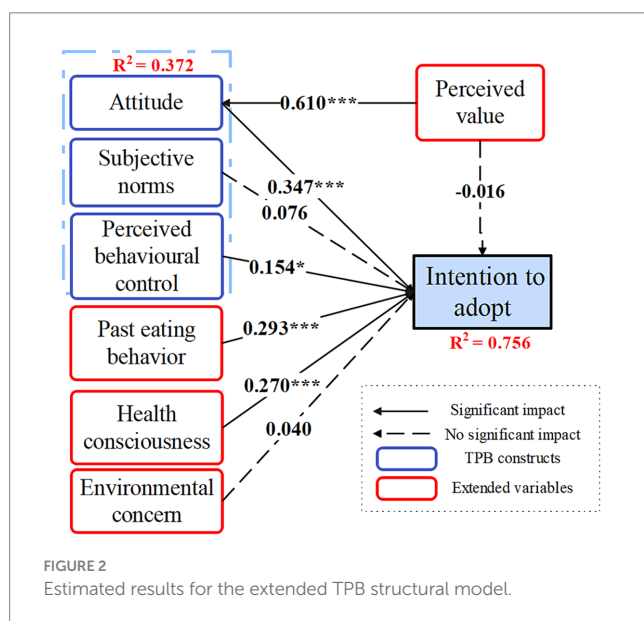 R² = 0.372
Attitude
0.610***
Perceived
value
Subjective
norms
0.347***
0.076
-0.016
Perceived
behavioural
control
0.154*
Intention to
adopt
R² = 0.756
Past eating
behavior
0.293***
Health
consciousness
0.270***
0.040
Environmental
concern
Significant impact
No significant impact
TPB constructs
Extended variables
FIGURE 2
Estimated results for the extended TPB structural model.